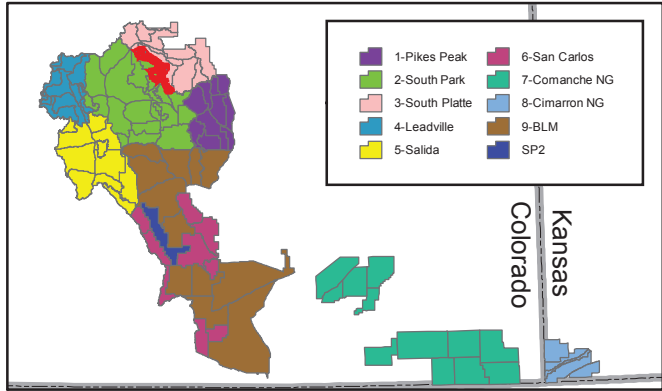 1-Pikes Peak
2-South Park
3-South Platte
4-Leadville
5-Salida
6-San Carlos
7-Comanche NG
8-Cimarron NG
9-BLM
SP2
Kansas
Colorado